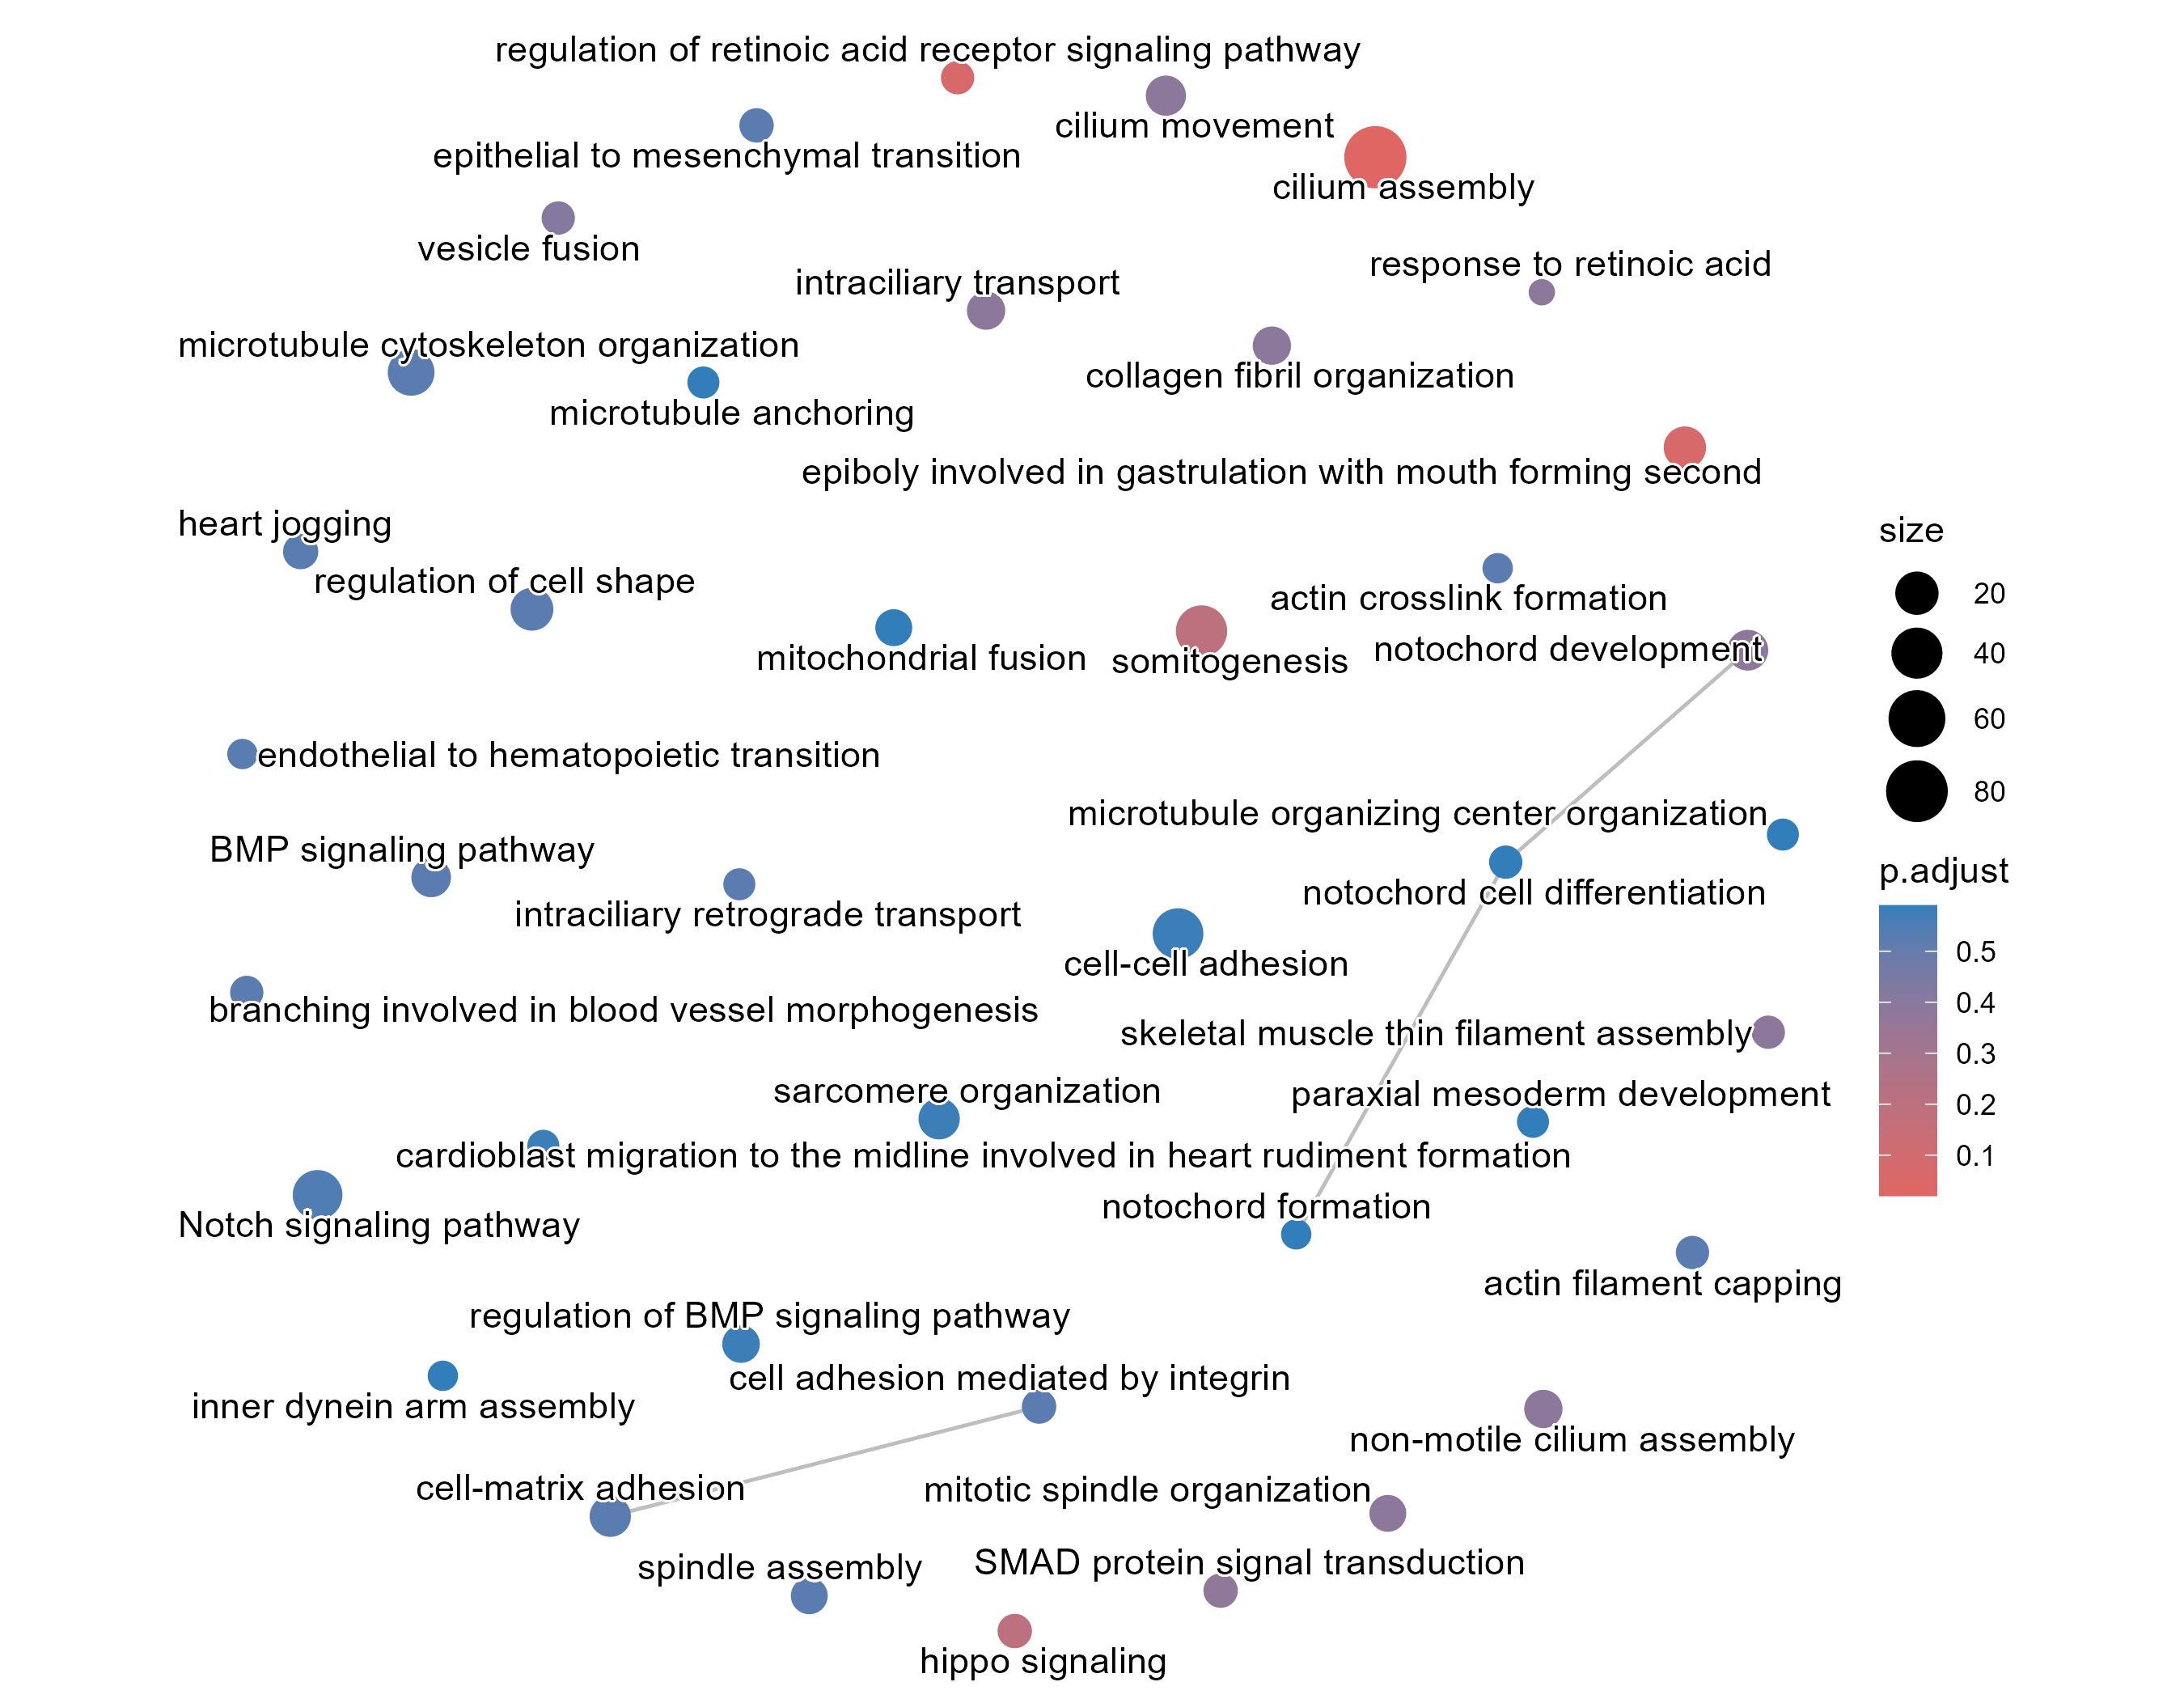 regulation of retinoic acid receptor signaling pathway
cilium movement
epithelial to mesenchymal transition
cilium assembly
vesicle fusion
response to retinoic acid
intraciliary transport
microtubule cytoskeleton organization
collagen fibril organization
microtubule anchoring
epiboly involved in gastrulation with mouth forming second
heart jogging
regulation of cell shape
actin crosslink formation
notochord development
mitochondrial fusion
somitogenesis
endothelial to hematopoietic transition
microtubule organizing center organization
BMP signaling pathway
notochord cell differentiation
intraciliary retrograde transport
cell-cell adhesion
branching involved in blood vessel morphogenesis
skeletal muscle thin filament assembly
sarcomere organization
paraxial mesoderm development
cardioblast migration to the midline involved in heart rudiment formation
notochord formation
Notch signaling pathway
actin filament capping
regulation of BMP signaling pathway
cell adhesion mediated by integrin
inner dynein arm assembly
non-motile cilium assembly
cell-matrix adhesion
mitotic spindle organization
SMAD protein signal transduction
spindle assembly
hippo signaling
size
20
40
60
80
p.adjust
0.5
0.4
0.3
0.2
0.1